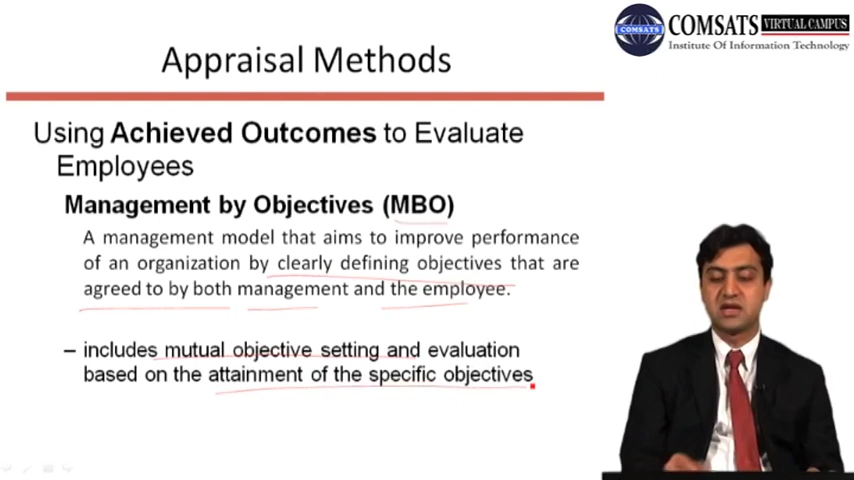 COMSATS VIRTUAL CAMPUS
Institute Of Information Technology
COMSATS
Appraisal Methods
Using Achieved Outcomes to Evaluate
Employees
Management by Objectives (MBO)
A management model that aims to improve performance
of an organization by clearly defining objectives that are
agreed to by both management and the employee.
– includes mutual objective setting and evaluation
based on the attainment of the specific objectives